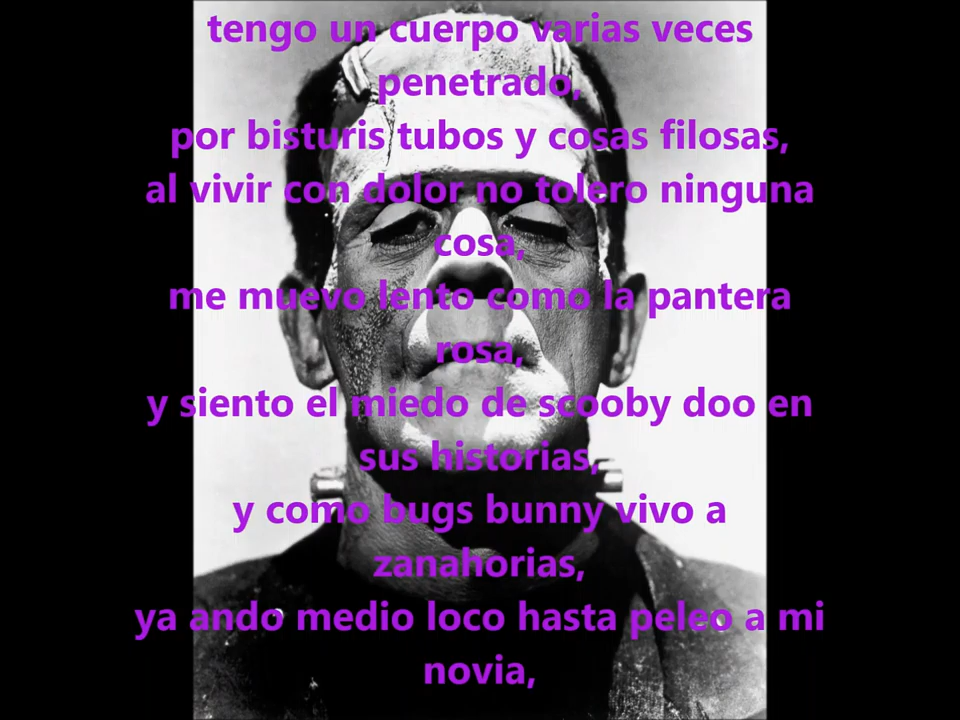 tengo un cuerpo varias veces
penetrado,
por bisturis tubos y cosas filosas,
al vivir con dolor no tolero ninguna
cosa,
me muevo lento como la pantera
rosa,
y siento el miedo de scooby doo en
sus historias,
y como bugs bunny vivo a
zanahorias,
ya ando medio loco hasta peleo a mi
novia,